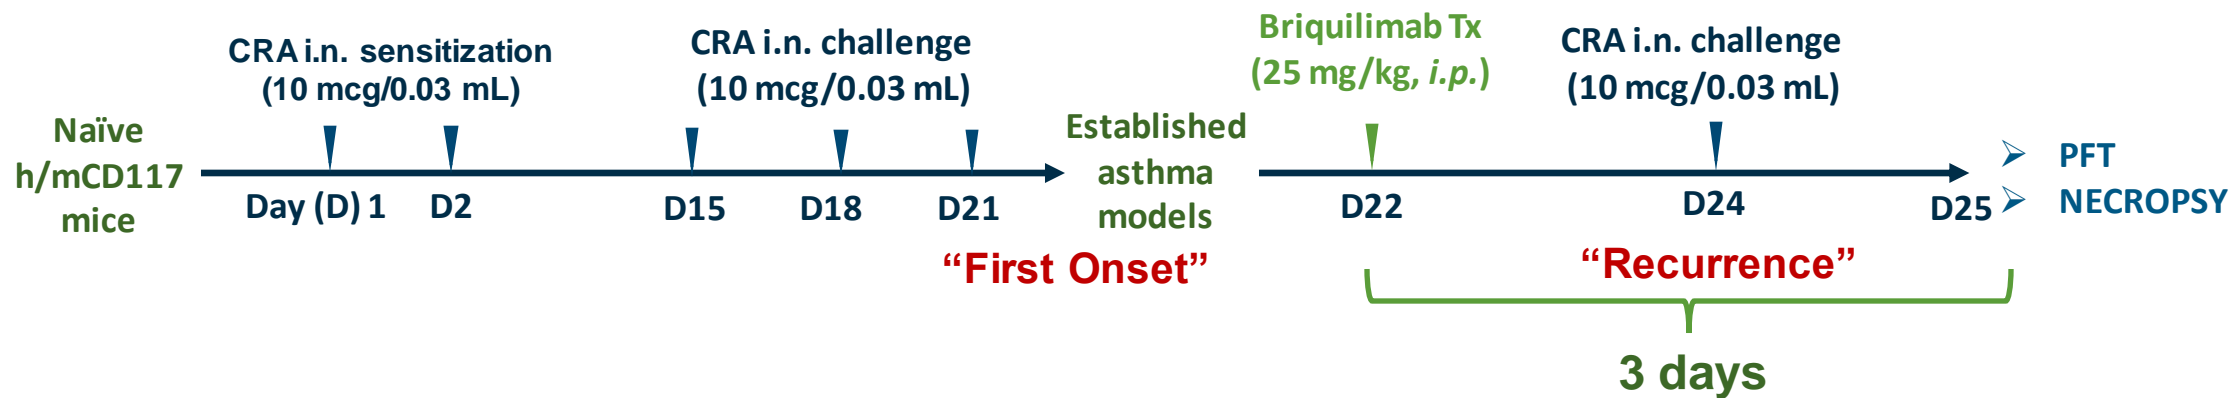 CRA i.n. sensitization
(10 mcg/0.03 mL)
CRA i.n. challenge
(10 mcg/0.03 mL)
Briquilimab Tx
(25 mg/kg, i.p.)
CRA i.n. challenge
(10 mcg/0.03 mL)
Naïve
h/mCD117
mice
Day (D) 1
D2
D15
D18
D21
Established
asthma
models
D22
D24
D25
➢ PFT
➢ NECROPSY
“First Onset”
“Recurrence”
3 days